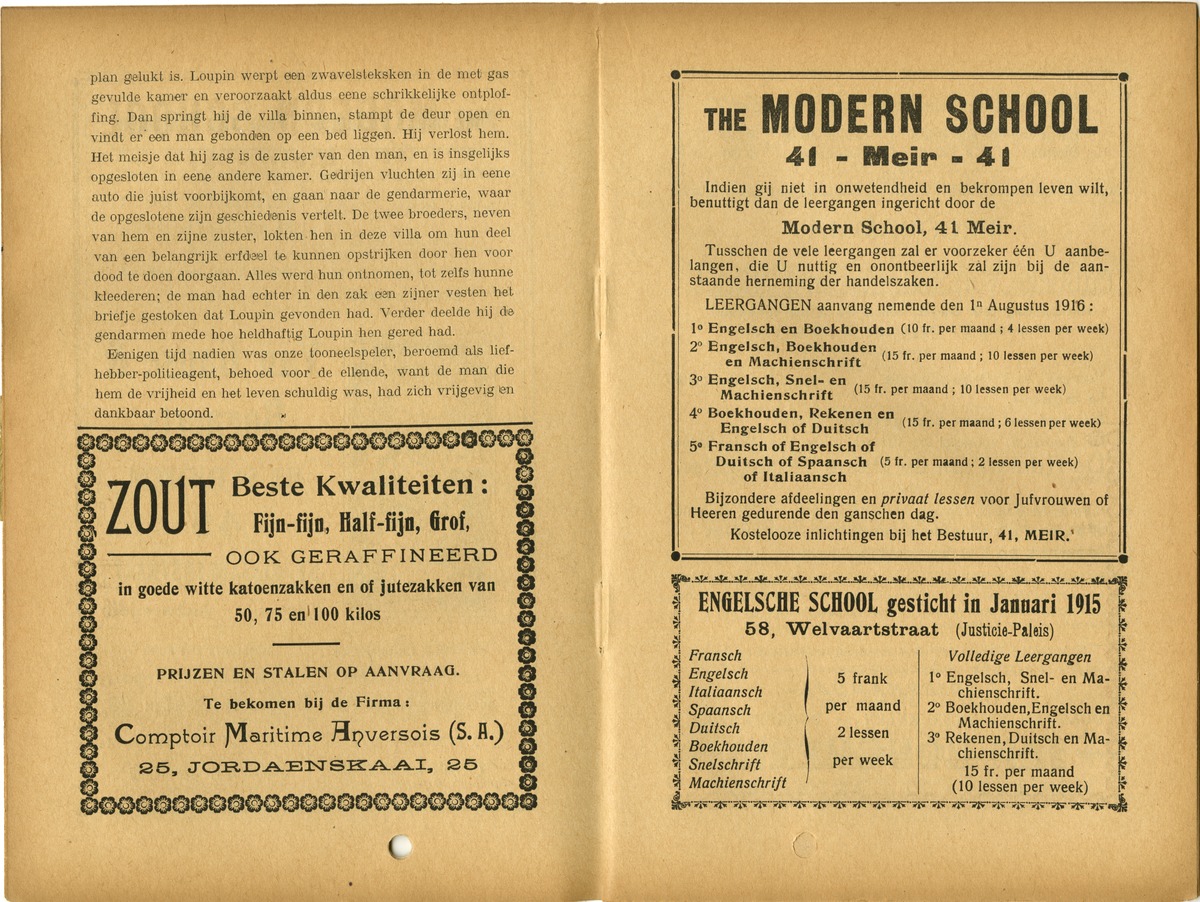 plan gelukt is. Loupin werpt een zwavelsteksken in de met gas
gevulde kamer en veroorzaakt aldus eene schrikkelijke ontplof-
fing. Dan springt hij de villa binnen, stampt de deur open en
vindt er een man gebonden op een bed liggen. Hij verlost hem.
Het meisje dat hij zag is de zuster van den man, en is insgelijks
opgesloten in eene andere kamer. Gedrijen vluchten zij in eene
auto die juist voorbijkomt, en gaan naar de gendarmerie, waar
de opgeslotene zijn geschiedenis vertelt. De twee broeders, neven
van hem en zijne zuster, lokten hen in deze villa om hun deel
van een belangrijk erfdeel te kunnen opstrijken door hen voor
dood te doen doorgaan. Alles werd hun ontnomen, tot zelfs hunne
kleederen; de man had echter in den zak een zijner vesten het
briefje gestoken dat Loupin gevonden had. Verder deelde hij de
gendarmen mede hoe heldhaftig Loupin hen gered had.
Eenigen tijd nadien was onze tooneelspeler, beroemd als lief-
hebber-politieagent, behoed voor de ellende, want de man die
hem de vrijheid en het leven schuldig was, had zich vrijgevig en
dankbaar betoond.
ZOUT Beste Kwaliteiten:
Fijn-fijn, Half-fijn, Grof,
OOK GERAFFINEERD
in goede witte katoenzakken en of jutezakken van
50, 75 en 100 kilos
PRIJZEN EN STALEN OP AANVRAAG.
Te bekomen bij de Firma:
Comptoir Maritime Anversois (S. A.)
25, JORDAENSKAAI, 25
THE MODERN SCHOOL
41 - Meir - 41
Indien gij niet in onwetendheid en bekrompen leven wilt,
benuttigt dan de leergangen ingericht door de
Modern School, 41 Meir.
Tusschen de vele leergangen zal er voorzeker één U aanbe-
langen, die U nuttig en onontbeerlijk zal zijn bij de aan-
staande herneming der handelszaken.
LEERGANGEN aanvang nemende den 1n Augustus 1916:
1º Engelsch en Boekhouden (10 fr. per maand; 4 lessen per week)
2º Engelsch, Boekhouden
en Machienschrift (15 fr. per maand; 10 lessen per week)
3º Engelsch, Snel- en
Machienschrift (15 fr. per maand; 10 lessen per week)
4º Boekhouden, Rekenen en
Engelsch of Duitsch (15 fr. per maand; 6 lessen per week)
5º Fransch of Engelsch of
Duitsch of Spaansch (5 fr. per maand; 2 lessen per week)
of Italiaansch
Bijzondere afdeelingen en privaat lessen voor Jufvrouwen of
Heeren gedurende den ganschen dag.
Kostelooze inlichtingen bij het Bestuur, 41, MEIR.
ENGELSCHE SCHOOL gesticht in Januari 1915
58, Welvaartstraat (Justicie-Paleis)
Fransch
Engelsch
Italiaansch
Spaansch
Duitsch
Boekhouden
Snelschrift
Machienschrift
5 frank
per maand
2 lessen
per week
Volledige Leergangen
1º Engelsch, Snel- en Ma-
chienschrift.
2º Boekhouden, Engelsch en
Machienschrift.
3º Rekenen, Duitsch en Ma-
chienschrift.
15 fr. per maand
(10 lessen per week)